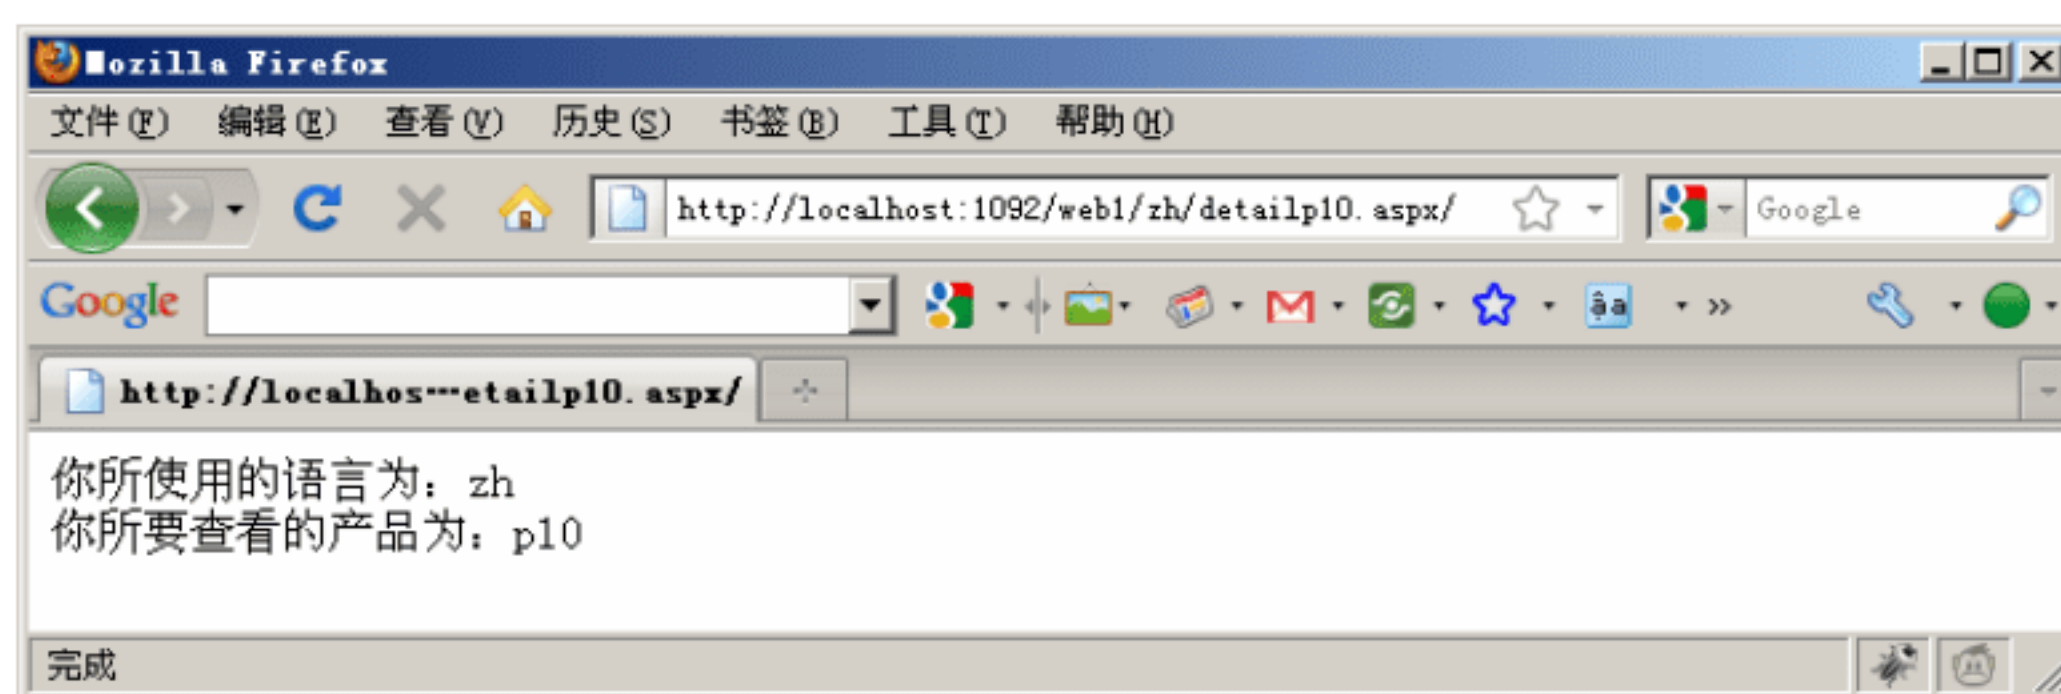 Mozilla Firefox
文件(F) 编辑(E) 查看(V) 历史(S) 书签(B) 工具(T) 帮助(H)
http://localhost:1092/web1/zh/detailp10.aspx/ Google
Google âa »
http://localhos…etailp10.aspx/
你所使用的语言为：zh
你所要查看的产品为：p10
完成